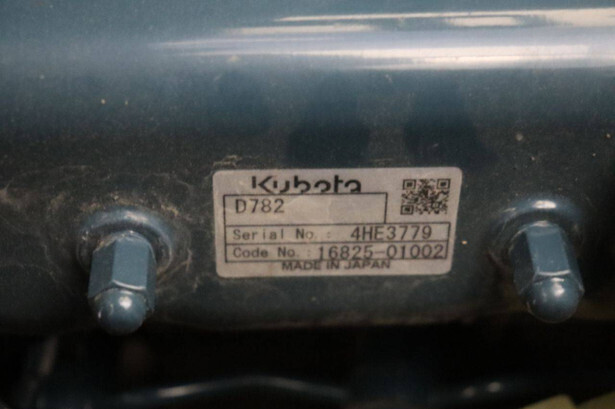 Kubota
D782
Serial No.: 4HE3779
Code No.: 16825-01002
MADE IN JAPAN